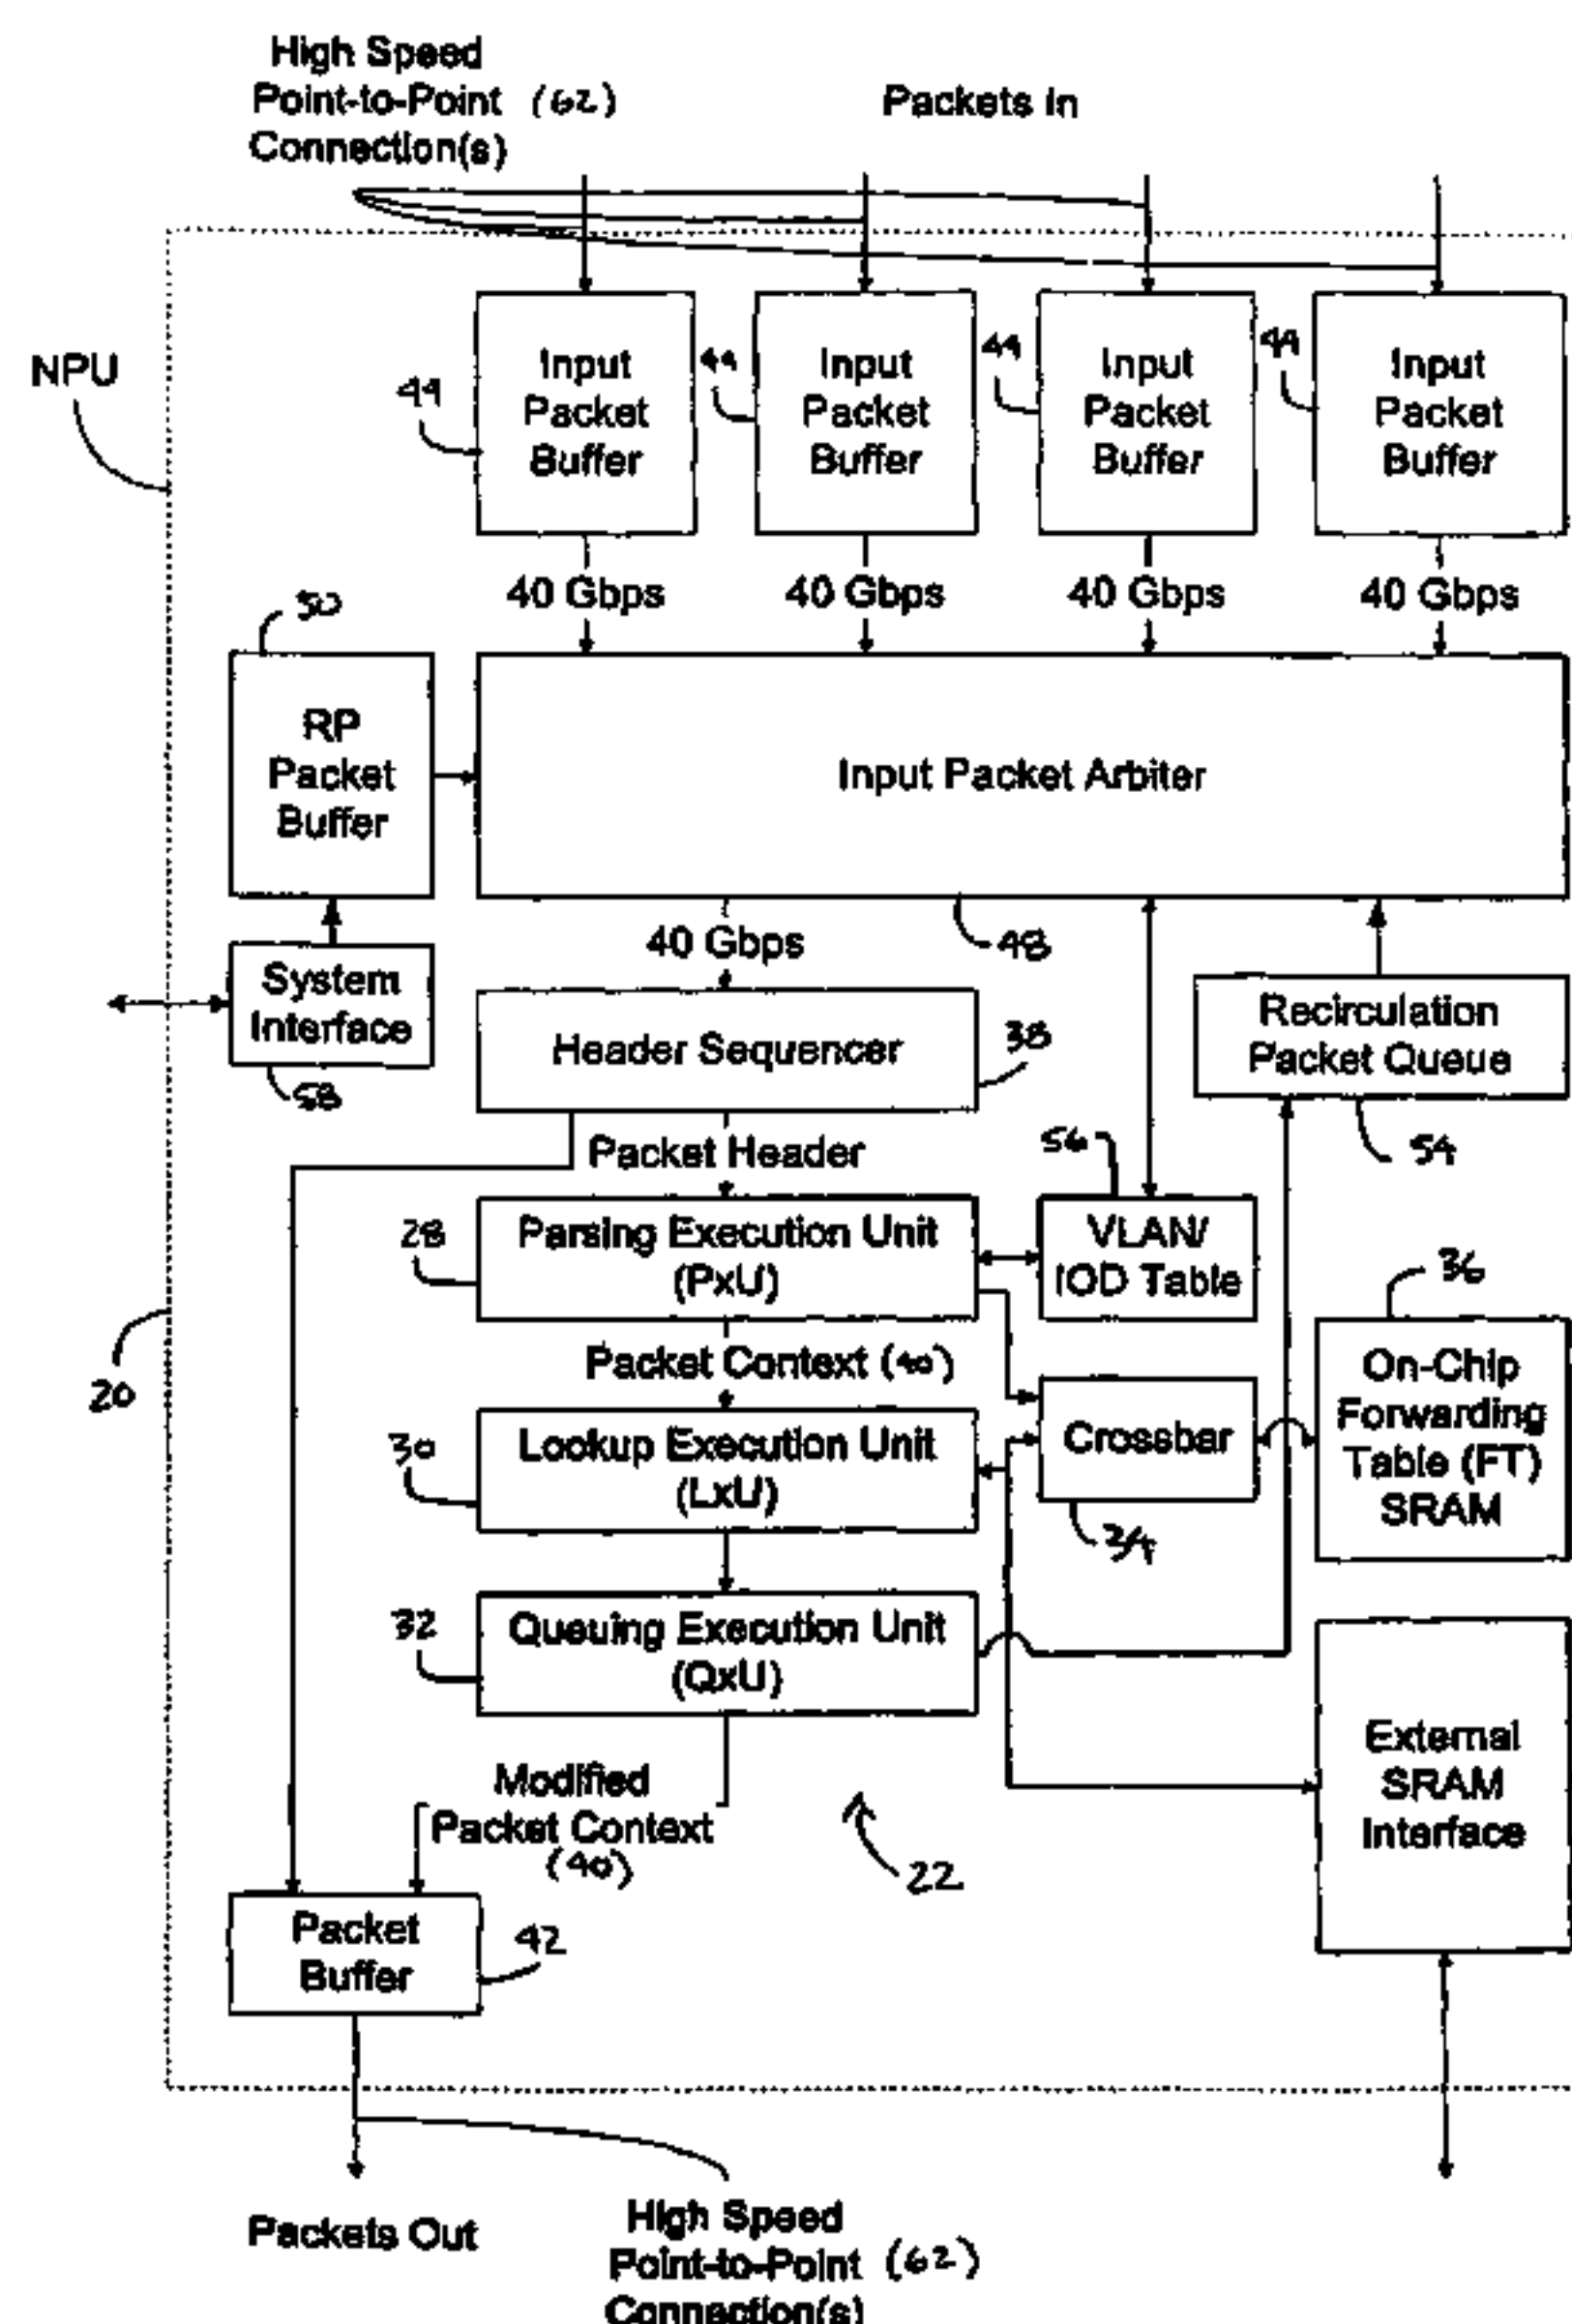 High Speed
Point-to-Point (62)
Connection(s)
Packets In
NPU
44
Input
Packet
Buffer
44
Input
Packet
Buffer
44
Input
Packet
Buffer
44
Input
Packet
Buffer
40 Gbps
40 Gbps
40 Gbps
40 Gbps
50
RP
Packet
Buffer
Input Packet Arbiter
40 Gbps
48
System
Interface
58
Header Sequencer
38
Recirculation
Packet Queue
54
Packet Header
56
28
Parsing Execution Unit
(PxU)
VLAN/
IOD Table
36
20
Packet Context (40)
On-Chip
Forwarding
Table (FT)
SRAM
30
Lookup Execution Unit
(LxU)
Crossbar
34
32
Queuing Execution Unit
(QxU)
External
SRAM
Interface
Modified
Packet Context
(40)
22
Packet
Buffer
42
Packets Out
High Speed
Point-to-Point (62)
Connection(s)